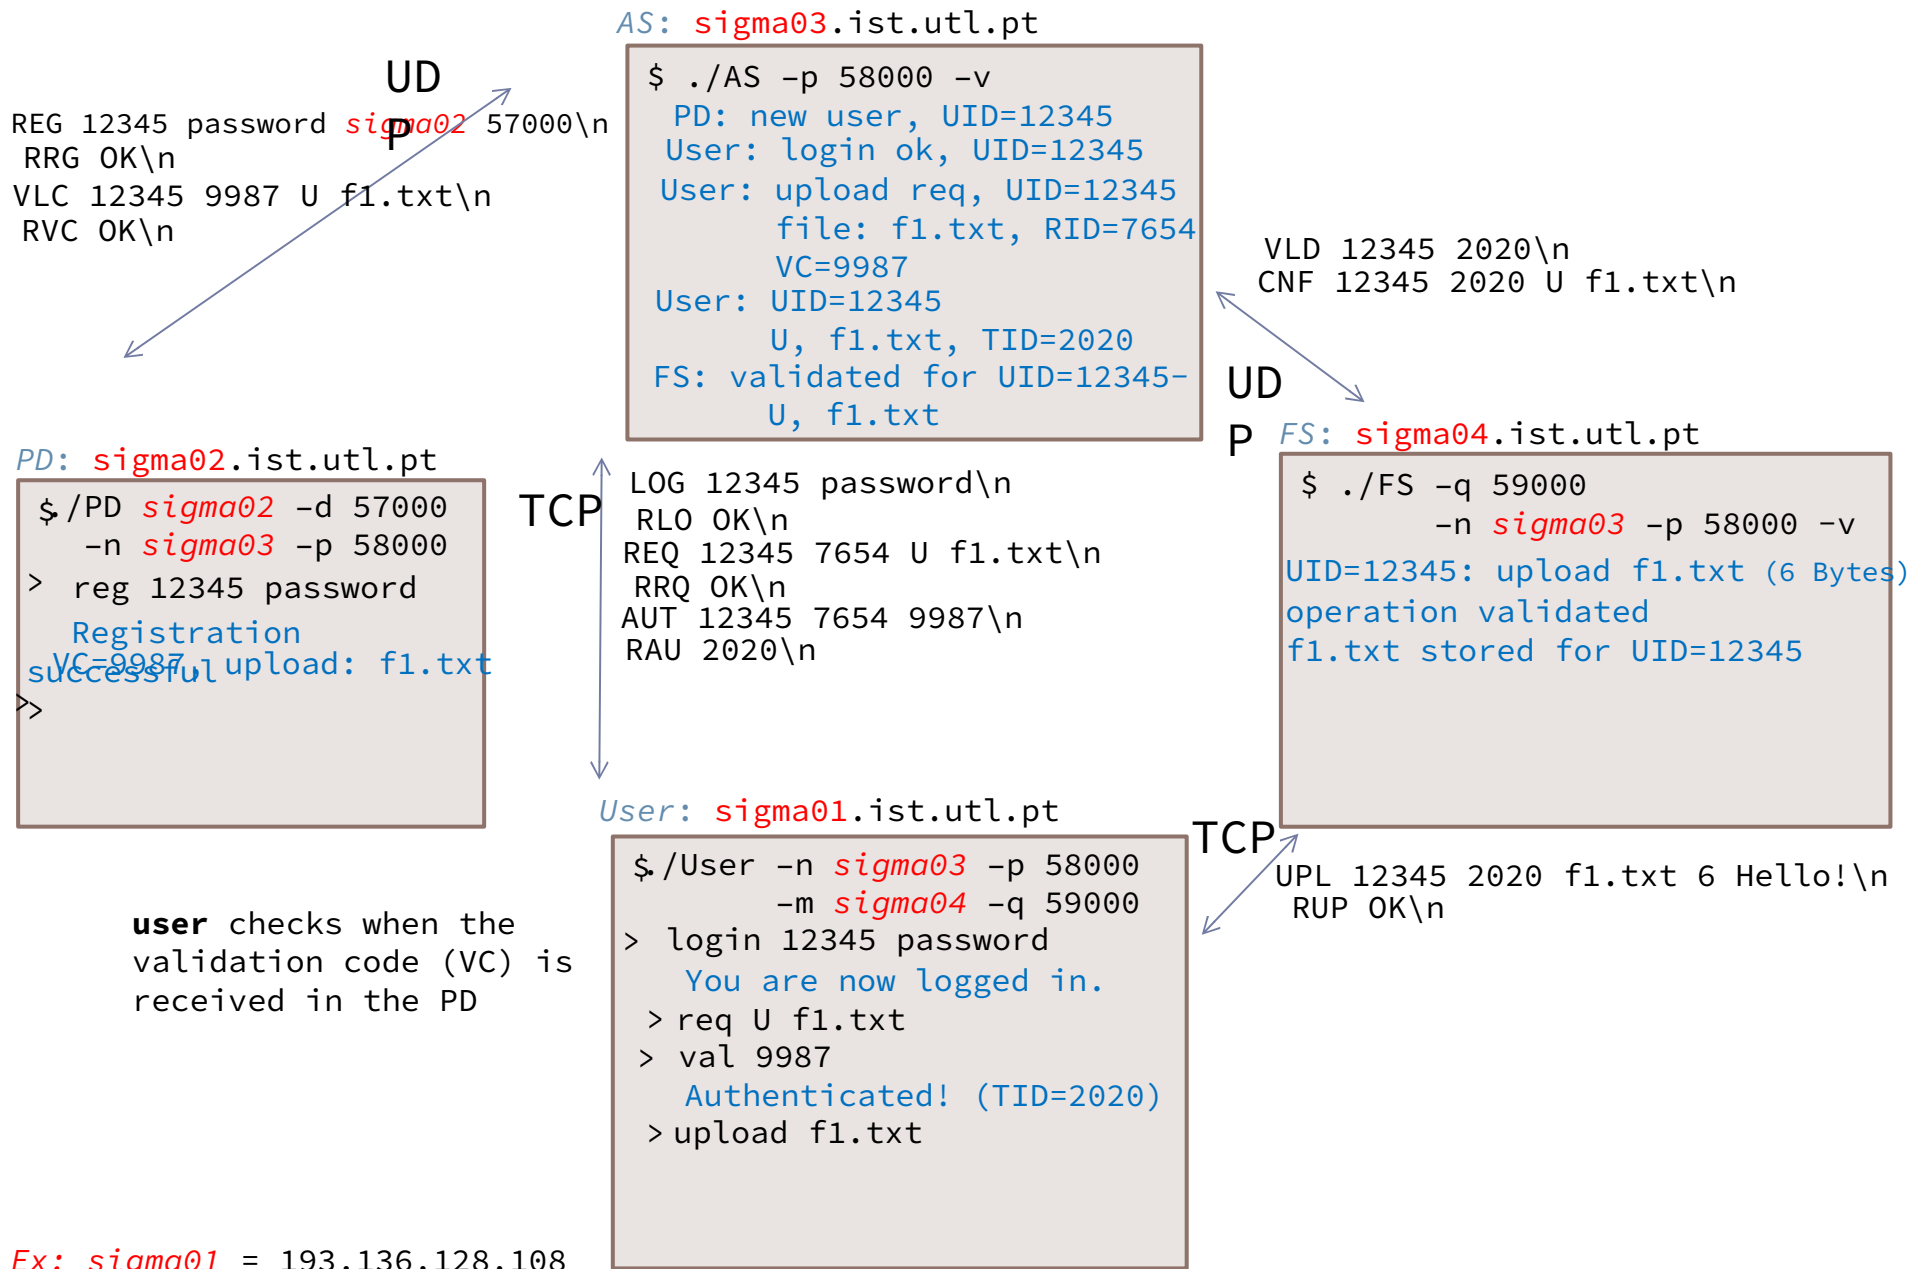 AS: sigma03.ist.utl.pt
$ ./AS –p 58000 –v
PD: new user, UID=12345
User: login ok, UID=12345
User: upload req, UID=12345
file: f1.txt, RID=7654
VC=9987
User: UID=12345
U, f1.txt, TID=2020
FS: validated for UID=12345-
U, f1.txt
UD
P
REG 12345 password sigma02 57000\n
RRG OK\n
VLC 12345 9987 U f1.txt\n
RVC OK\n
VLD 12345 2020\n
CNF 12345 2020 U f1.txt\n
UD
P
PD: sigma02.ist.utl.pt
$./PD sigma02 –d 57000
–n sigma03 –p 58000
> reg 12345 password
Registration
successful
VC=9987, upload: f1.txt
>
>
TCP
LOG 12345 password\n
RLO OK\n
REQ 12345 7654 U f1.txt\n
RRQ OK\n
AUT 12345 7654 9987\n
RAU 2020\n
FS: sigma04.ist.utl.pt
$ ./FS –q 59000
–n sigma03 –p 58000 -v
UID=12345: upload f1.txt (6 Bytes)
operation validated
f1.txt stored for UID=12345
User: sigma01.ist.utl.pt
$./User –n sigma03 –p 58000
–m sigma04 –q 59000
> login 12345 password
You are now logged in.
> req U f1.txt
> val 9987
Authenticated! (TID=2020)
> upload f1.txt
TCP
UPL 12345 2020 f1.txt 6 Hello!\n
RUP OK\n
user checks when the
validation code (VC) is
received in the PD
Ex: sigma01 = 193.136.128.108